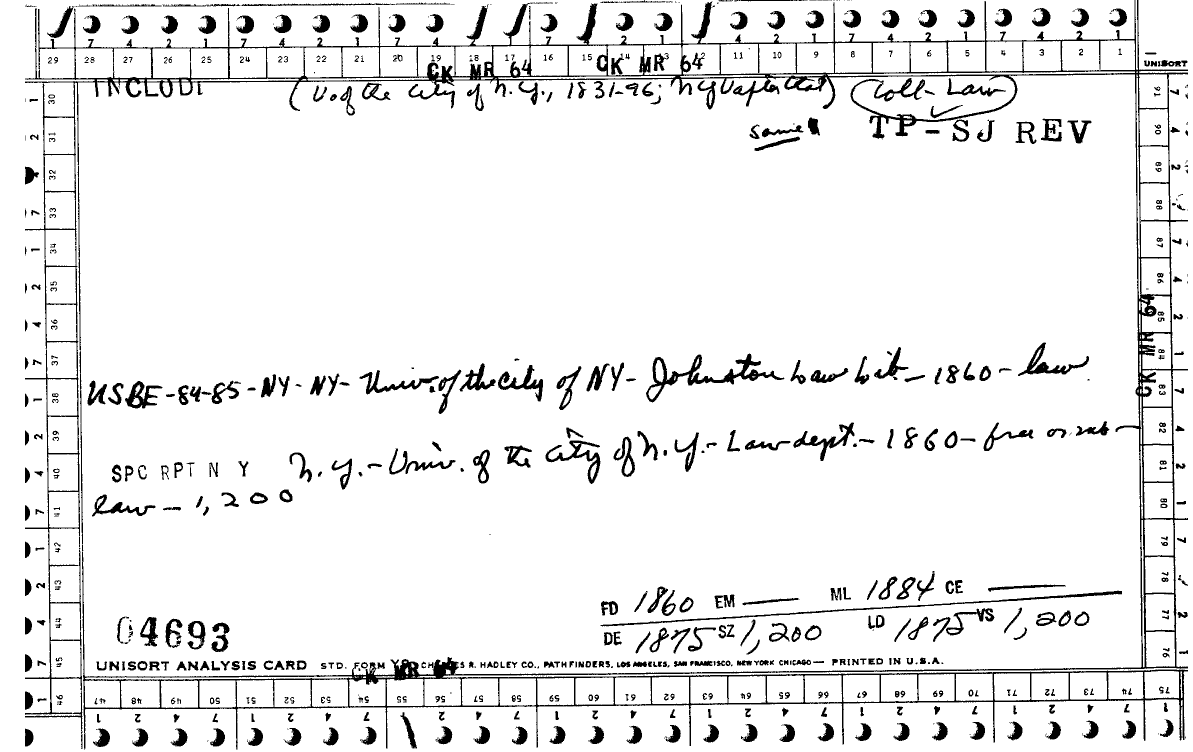 7 4 2 1 7 4 2 1 7 4 2 1 7 4 2 1 7 4 2 1 7 4 2 1 7 4 2 1
29 28 27 26 25 24 23 22 21 20 19 18 17 16 15 14 13 12 11 10 9 8 7 6 5 4 3 2 1
CK MR 64 CK MR 64
UNISORT
INCLUDI (U. of the City of N.Y., 1831-96; NYU after that) (Coll-Law)
same TP-SJ REV
30 31 32 33 34 35 36 37 38 39 40 41 42 43 44 45 46
91 90 89 88 87 86 85 84 83 82 81 80 79 78 77 76 75
CK MR 64
USBE-84-85-NY-NY-Univ. of the city of NY-Johnston Law Lib.-1860-law
SPC RPT N Y N.Y.-Univ. of the City of N.Y.-Law dept.-1860-free or sub-
law-1,200
FD 1860 EM — ML 1884 CE —
04693 DE 1875 SZ 1,200 LD 1875 VS 1,200
UNISORT ANALYSIS CARD STD. FORM CHARLES R. HADLEY CO., PATHFINDERS, LOS ANGELES, SAN FRANCISCO, NEW YORK CHICAGO — PRINTED IN U.S.A.
CK MR 64
47 48 49 50 51 52 53 54 55 56 57 58 59 60 61 62 63 64 65 66 67 68 69 70 71 72 73 74
1 2 4 7 1 2 4 7 1 2 4 7 1 2 4 7 1 2 4 7 1 2 4 7 1 2 4 7